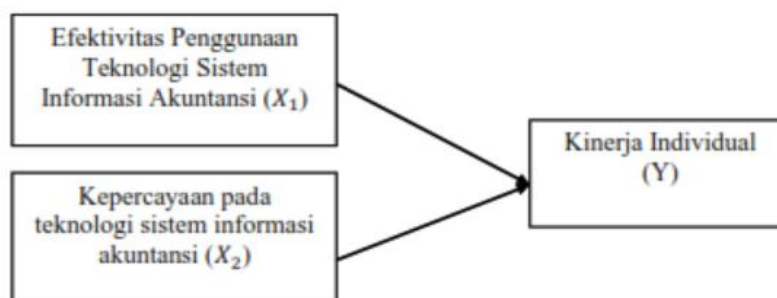 Efektivitas Penggunaan
Teknologi Sistem
Informasi Akuntansi (X₁)
Kepercayaan pada
teknologi sistem informasi
akuntansi (X₂)
Kinerja Individual
(Y)